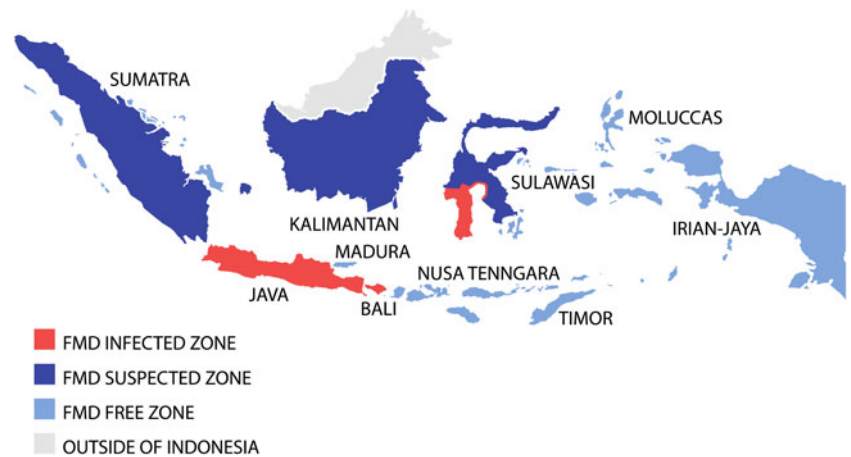 SUMATRA
MOLUCCAS
SULAWASI
KALIMANTAN
IRIAN-JAYA
MADURA
NUSA TENNGARA
JAVA
BALI
TIMOR
FMD INFECTED ZONE
FMD SUSPECTED ZONE
FMD FREE ZONE
OUTSIDE OF INDONESIA